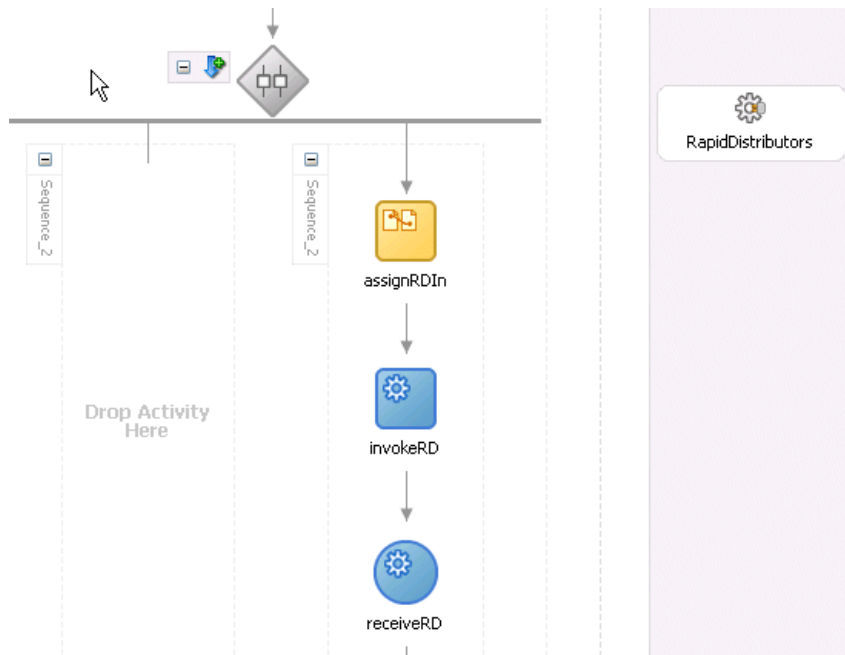 RapidDistributors
Sequence_2
Sequence_2
assignRDIn
Drop Activity
Here
invokeRD
receiveRD